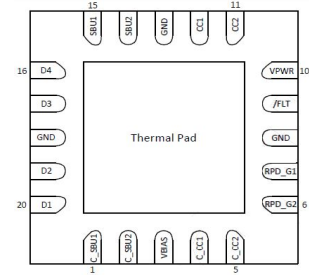 15
11
SBU1
SBU2
GND
CC1
CC2
16
D4
D3
GND
D2
20
D1
Thermal Pad
VPWR
10
/FLT
GND
RPD_G1
RPD_G2
6
C_SBU1
C_SBU2
VBIAS
C_CC1
C_CC2
1
5